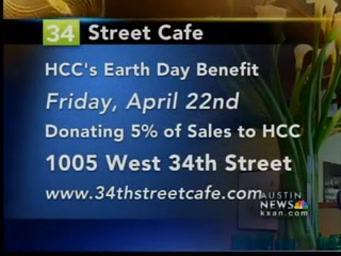 34 Street Cafe
HCC's Earth Day Benefit
Friday, April 22nd
Donating 5% of Sales to HCC
1005 West 34th Street
www.34thstreetcafe.com
AUSTIN
NEWS
kxan.com